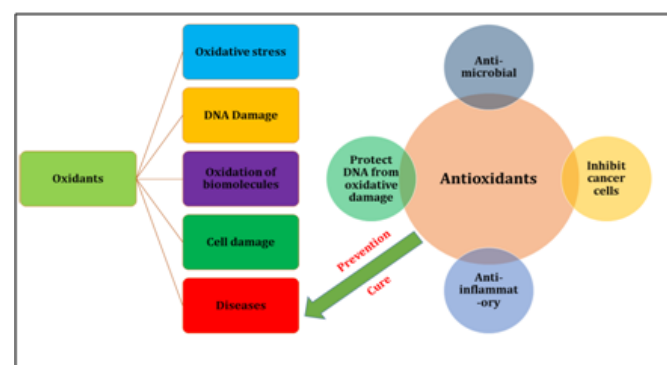 Oxidants
Oxidative stress
DNA Damage
Oxidation of
biomolecules
Cell damage
Diseases
Prevention
Cure
Antioxidants
Anti-
microbial
Protect
DNA from
oxidative
damage
Inhibit
cancer
cells
Anti-
inflammat-
-ory